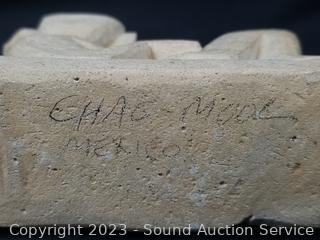 CHAC-MOOL
MEXICO
Copyright 2023 - Sound Auction Service